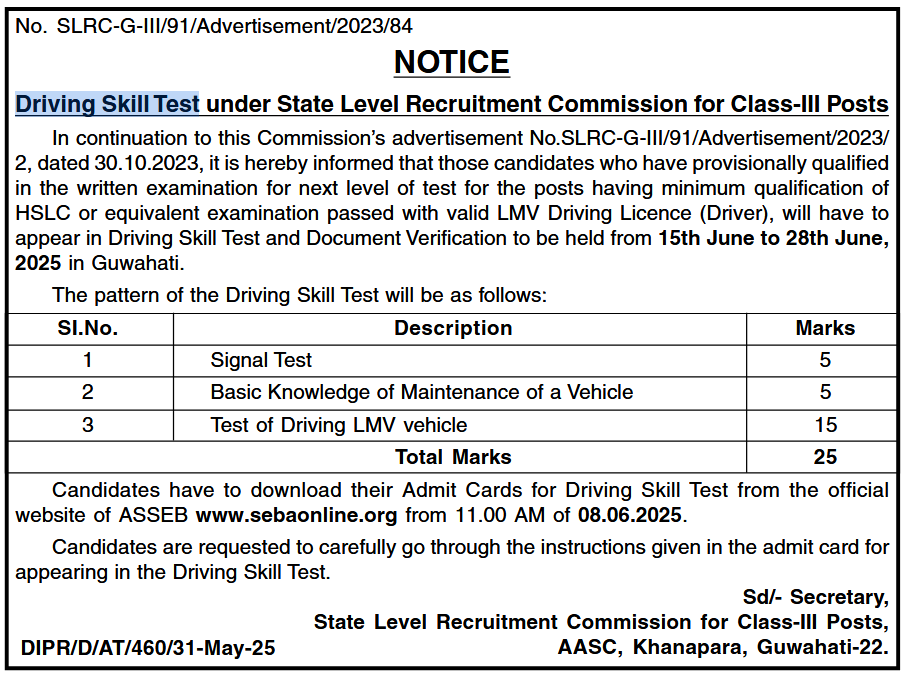 No. SLRC-G-III/91/Advertisement/2023/84
NOTICE
Driving Skill Test under State Level Recruitment Commission for Class-III Posts
In continuation to this Commission's advertisement No.SLRC-G-III/91/Advertisement/2023/
2, dated 30.10.2023, it is hereby informed that those candidates who have provisionally qualified
in the written examination for next level of test for the posts having minimum qualification of
HSLC or equivalent examination passed with valid LMV Driving Licence (Driver), will have to
appear in Driving Skill Test and Document Verification to be held from 15th June to 28th June,
2025 in Guwahati.
The pattern of the Driving Skill Test will be as follows:
Sl.No. Description Marks
1 Signal Test 5
2 Basic Knowledge of Maintenance of a Vehicle 5
3 Test of Driving LMV vehicle 15
Total Marks 25
Candidates have to download their Admit Cards for Driving Skill Test from the official
website of ASSEB www.sebaonline.org from 11.00 AM of 08.06.2025.
Candidates are requested to carefully go through the instructions given in the admit card for
appearing in the Driving Skill Test.
Sd/- Secretary,
State Level Recruitment Commission for Class-III Posts,
DIPR/D/AT/460/31-May-25 AASC, Khanapara, Guwahati-22.